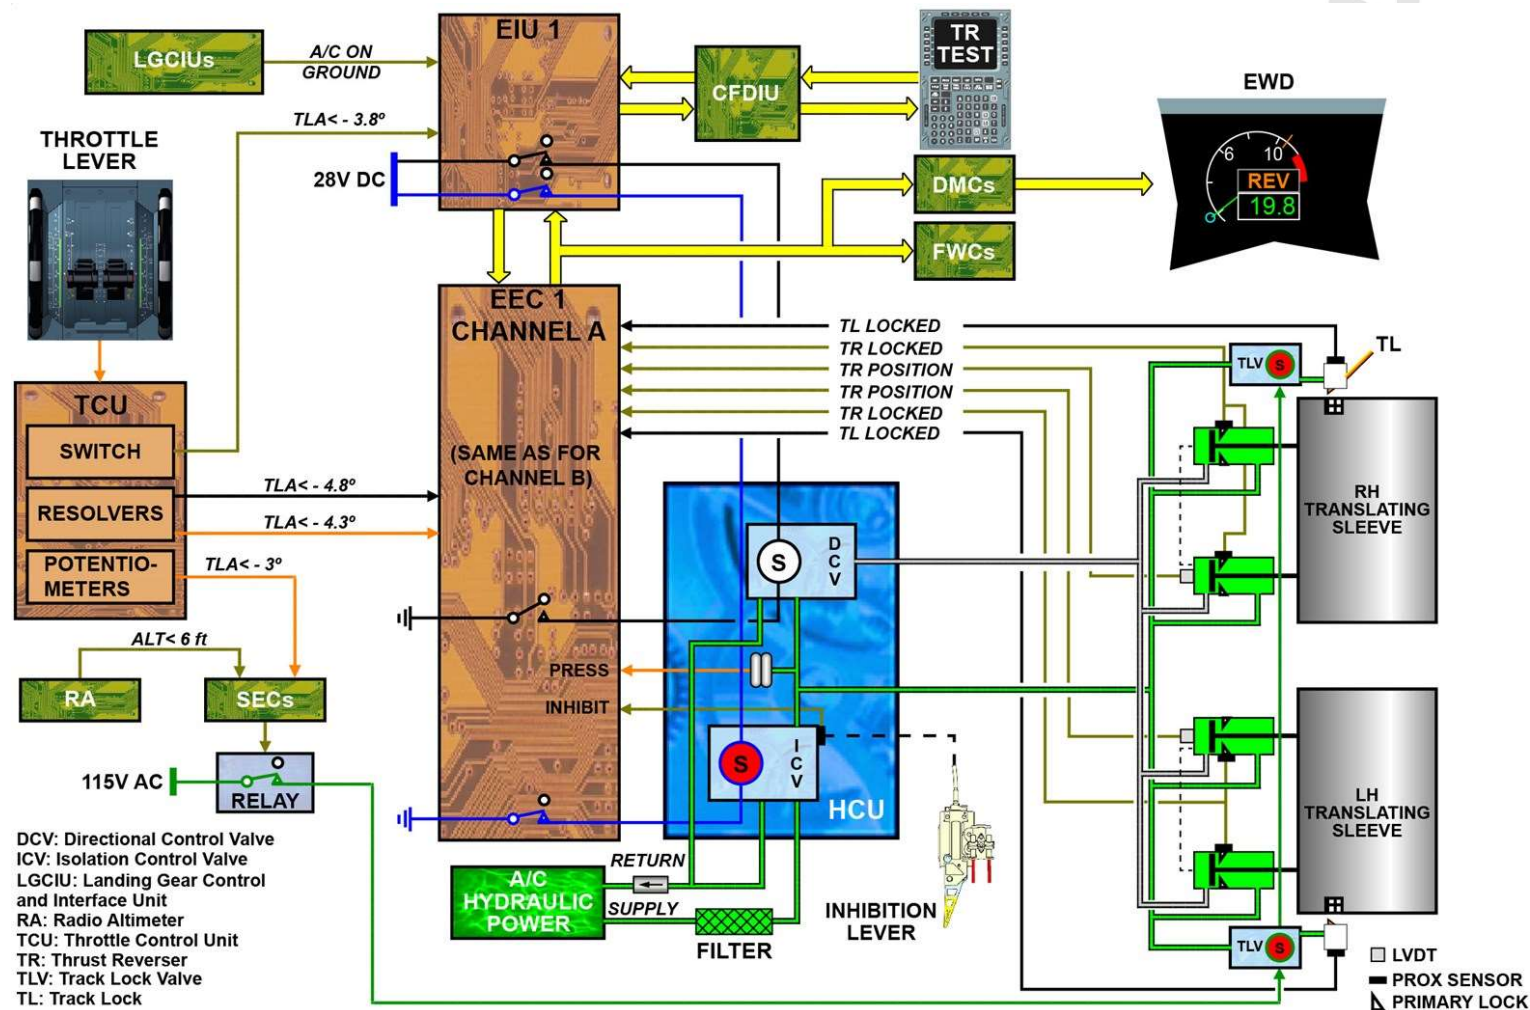 EIU 1
LGCIUs
A/C ON
GROUND
TR
TEST
CFDIU
EWD
TLA< - 3.8º
THROTTLE
LEVER
6
10
REV
19.8
28V DC
DMCs
FWCs
EEC 1
CHANNEL A
(SAME AS FOR
CHANNEL B)
TL LOCKED
TR LOCKED
TR POSITION
TR POSITION
TR LOCKED
TL LOCKED
TLV
S
TL
TCU
SWITCH
RESOLVERS
POTENTIO-
METERS
TLA< - 4.8º
TLA< - 4.3º
TLA< - 3º
RH
TRANSLATING
SLEEVE
S
D
C
V
ALT< 6 ft
RA
SECs
PRESS
INHIBIT
S
I
C
V
HCU
115V AC
RELAY
LH
TRANSLATING
SLEEVE
DCV: Directional Control Valve
ICV: Isolation Control Valve
LGCIU: Landing Gear Control
and Interface Unit
RA: Radio Altimeter
TCU: Throttle Control Unit
TR: Thrust Reverser
TLV: Track Lock Valve
TL: Track Lock
A/C
HYDRAULIC
POWER
RETURN
SUPPLY
FILTER
INHIBITION
LEVER
TLV
S
LVDT
PROX SENSOR
PRIMARY LOCK